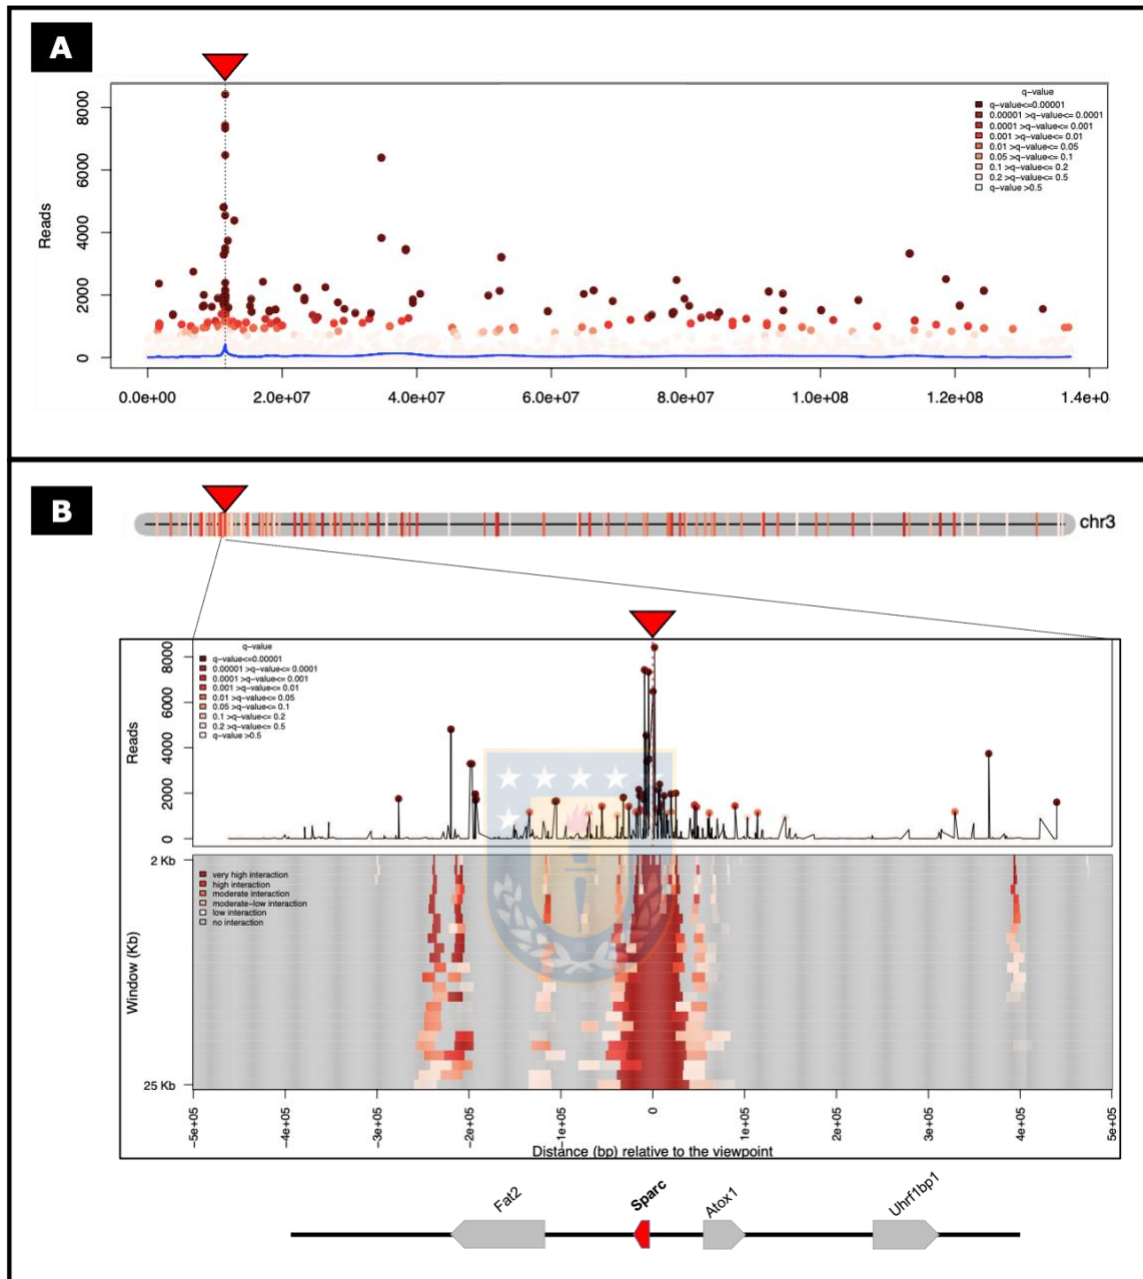 A
8000
6000
4000
2000
0
Reads
q-value
q-value<=0.00001
0.00001 >q-value<= 0.0001
0.0001 >q-value<= 0.001
0.001 >q-value<= 0.01
0.01 >q-value<= 0.05
0.05 >q-value<= 0.1
0.1 >q-value<= 0.2
0.2 >q-value<= 0.5
q-value >0.5
0.0e+00 2.0e+07 4.0e+07 6.0e+07 8.0e+07 1.0e+08 1.2e+08 1.4e+0
B
chr3
8000
6000
4000
2000
0
Reads
q-value
q-value<=0.00001
0.00001 >q-value<= 0.0001
0.0001 >q-value<= 0.001
0.001 >q-value<= 0.01
0.01 >q-value<= 0.05
0.05 >q-value<= 0.1
0.1 >q-value<= 0.2
0.2 >q-value<= 0.5
q-value >0.5
2 Kb
very high interaction
high interaction
moderate interaction
moderate-low interaction
low interaction
no interaction
Window (Kb)
25 Kb
-5e+05 -4e+05 -3e+05 -2e+05 -1e+05 0 1e+05 2e+05 3e+05 4e+05 5e+05
Distance (bp) relative to the viewpoint
Fat2 Sparc Atox1 Uhrf1bp1